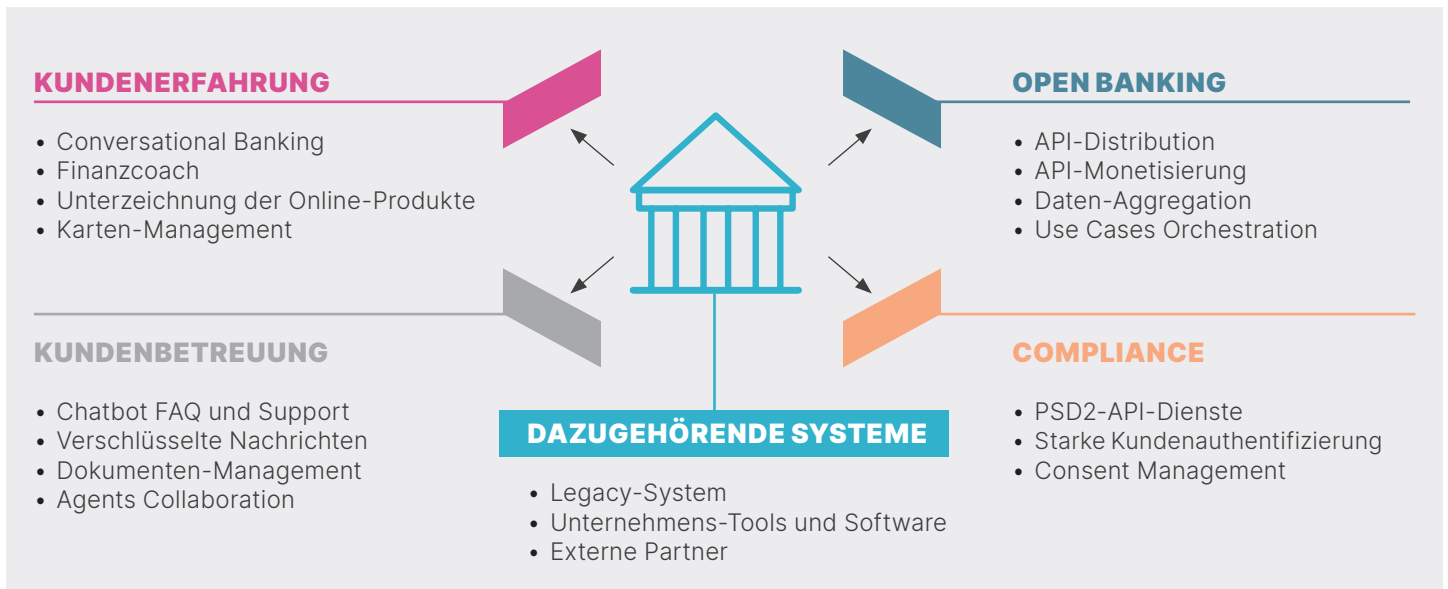 KUNDENERFAHRUNG
• Conversational Banking
• Finanzcoach
• Unterzeichnung der Online-Produkte
• Karten-Management
OPEN BANKING
• API-Distribution
• API-Monetisierung
• Daten-Aggregation
• Use Cases Orchestration
KUNDENBETREUUNG
• Chatbot FAQ und Support
• Verschlüsselte Nachrichten
• Dokumenten-Management
• Agents Collaboration
DAZUGEHÖRENDE SYSTEME
• Legacy-System
• Unternehmens-Tools und Software
• Externe Partner
COMPLIANCE
• PSD2-API-Dienste
• Starke Kundenauthentifizierung
• Consent Management